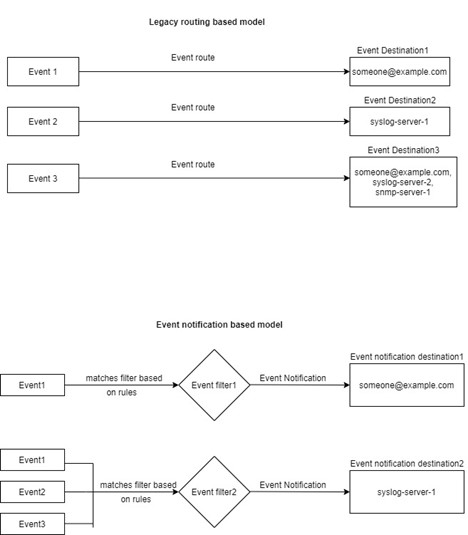 Legacy routing based model
Event Destination1
Event route
Event 1
someone@example.com
Event Destination2
Event route
Event 2
syslog-server-1
Event Destination3
Event route
Event 3
someone@example.com,
syslog-server-2,
snmp-server-1
Event notification based model
Event notification destination1
matches filter based
on rules
Event Notification
Event1
Event filter1
someone@example.com
Event1
Event notification destination2
matches filter based
on rules
Event Notification
Event2
Event filter2
syslog-server-1
Event3